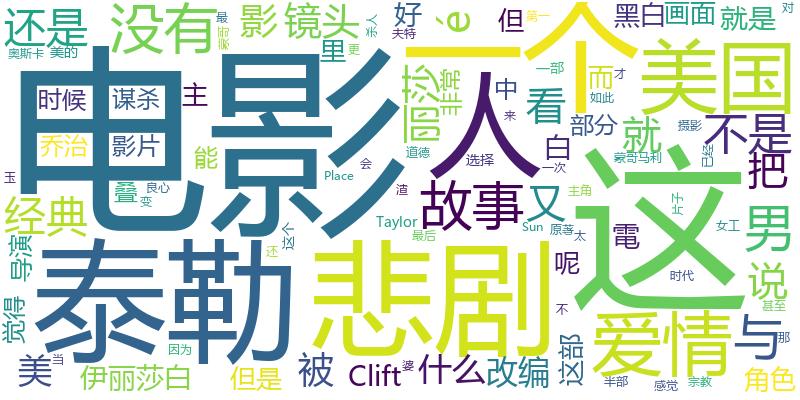 还是
没有
影
镜头
é
一个
好
但
黑白
画面
对
奥斯卡
美的
豪哥
最
里
杀人
更
夫特
第一
就是
电影
时候
谋杀
主
丽莎
非常
人
中
一部
而
才
如此
美国
乔治
影片
能
看
部分
就
摄影
不是
玉
叠
良心
变
Place
会
道德
选择
来
白
一次
豪哥马利
已经
把
经典
渣
故事
又
这
主角
片子
女工
男
导演
泰勒
这个
还
Taylor
最后
Sun
原著
太
電
时代
说
悲剧
呢
不
甚至
觉得
因为
爱情
与
那
美
当
伊丽莎白
但是
被
Clift
婆
什么
改编
这部
半部
感觉
宗教
角色